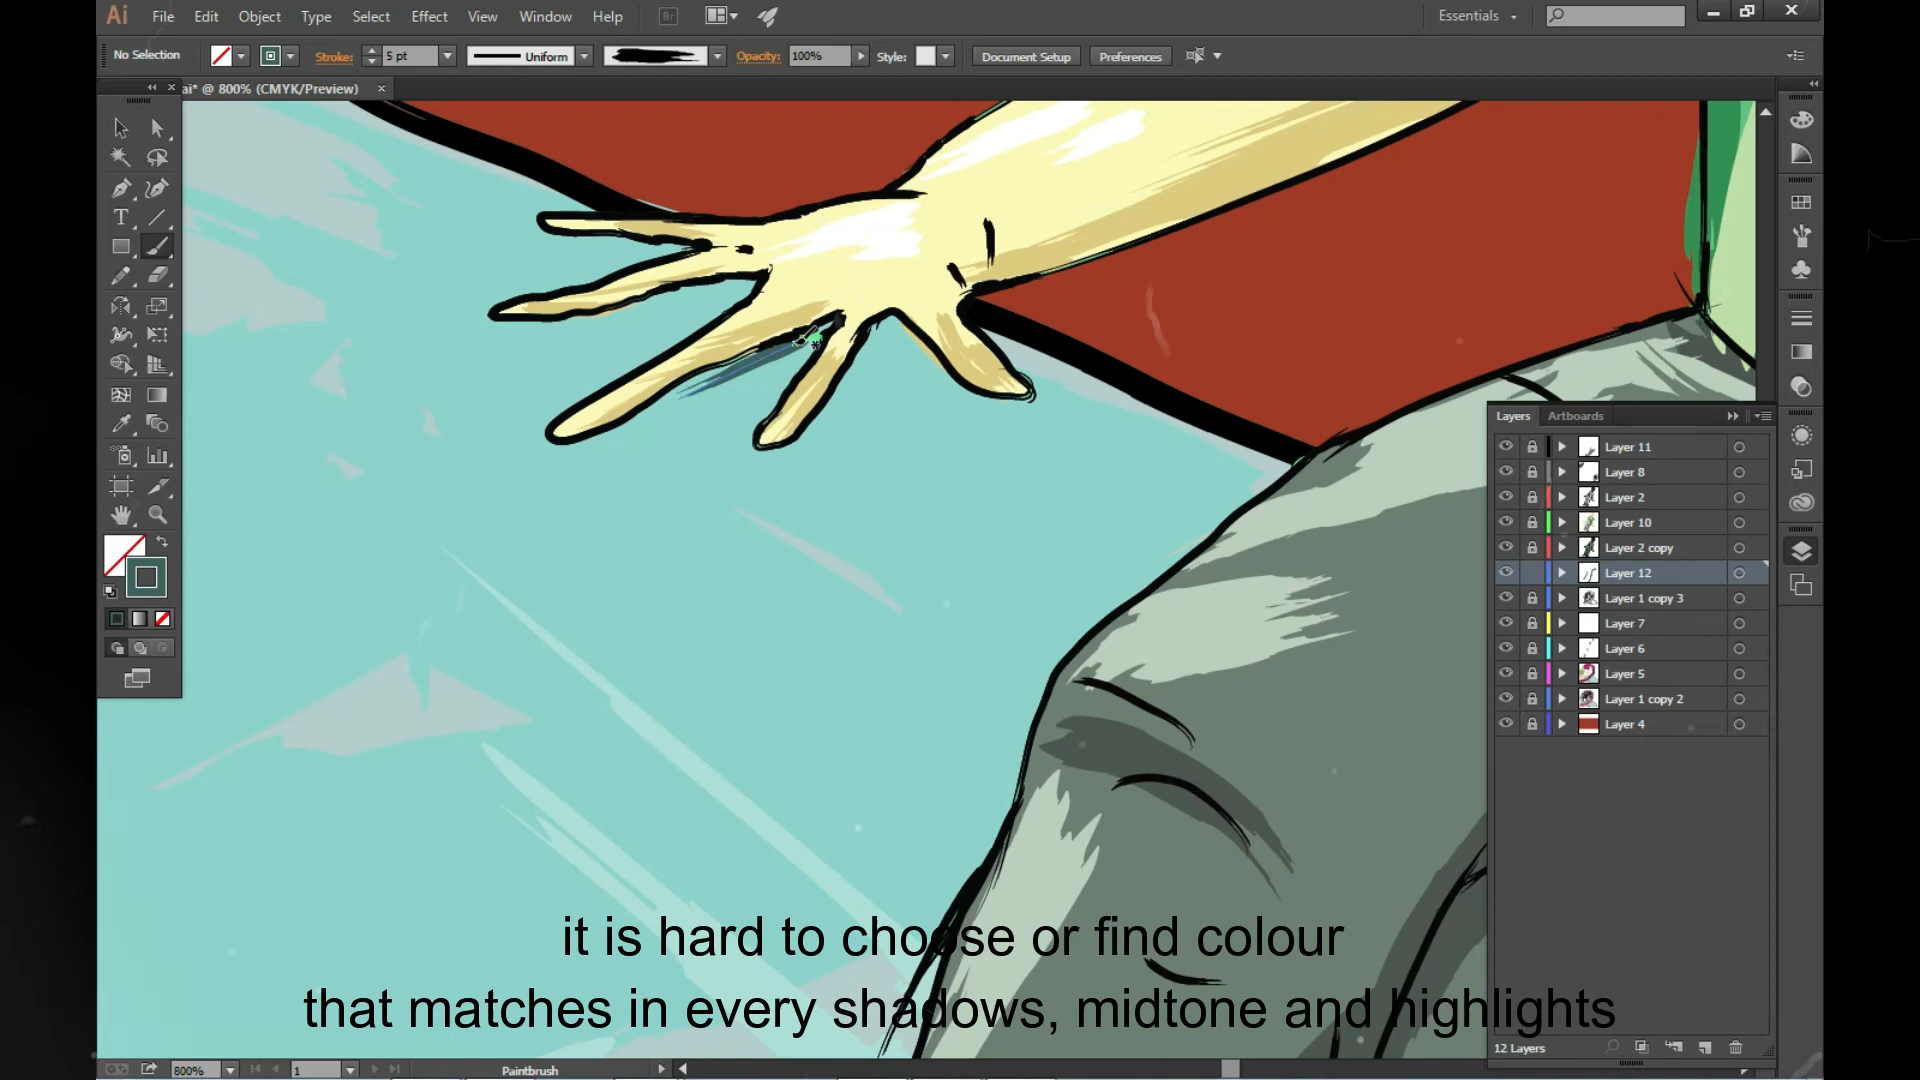 Ai File Edit Object Type Select Effect View Window Help Br Essentials
No Selection Stroke: 5 pt Uniform Opacity: 100% Style: Document Setup Preferences
ai* @ 800% (CMYK/Preview)
Layers Artboards
Layer 11
Layer 8
Layer 2
Layer 10
Layer 2 copy
Layer 12
Layer 1 copy 3
Layer 7
Layer 6
Layer 5
Layer 1 copy 2
Layer 4
it is hard to choose or find colour
that matches in every shadows, midtone and highlights
12 Layers
800% 1 Paintbrush